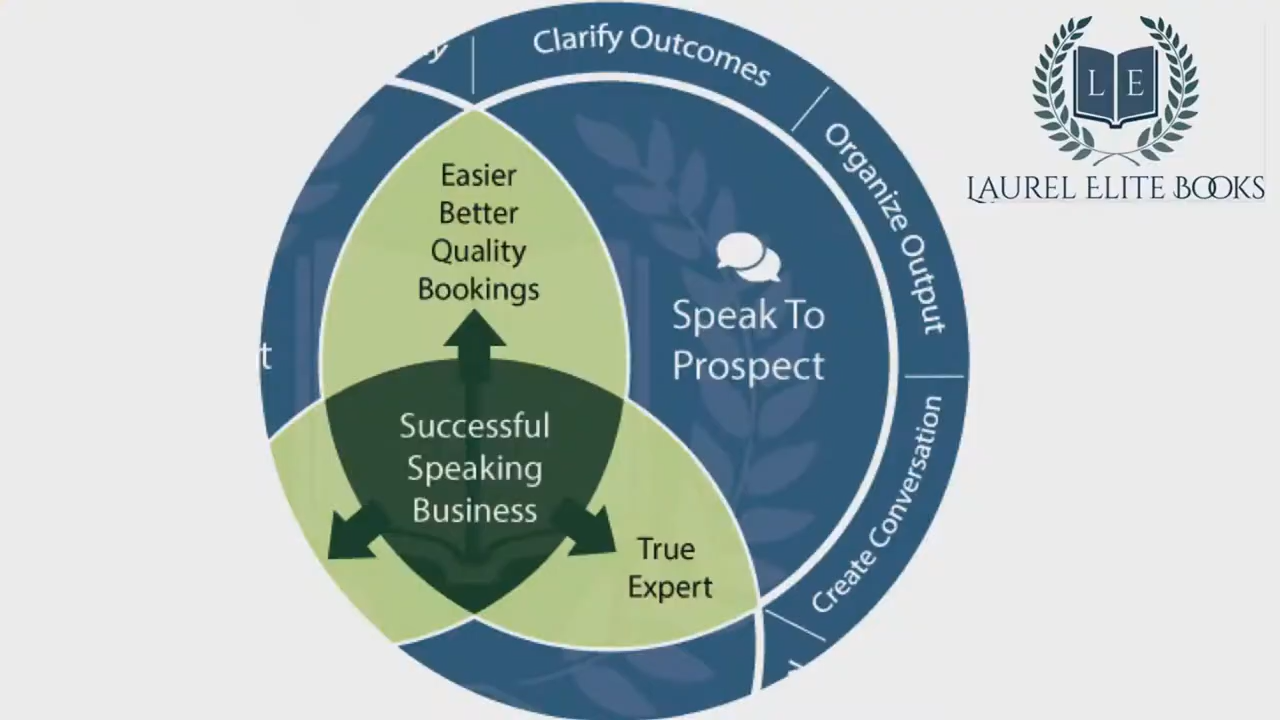 Clarify Outcomes
Organize Output
Create Conversation
Easier
Better
Quality
Bookings
Speak To
Prospect
Successful
Speaking
Business
True
Expert
L E
LAUREL ELITE BOOKS